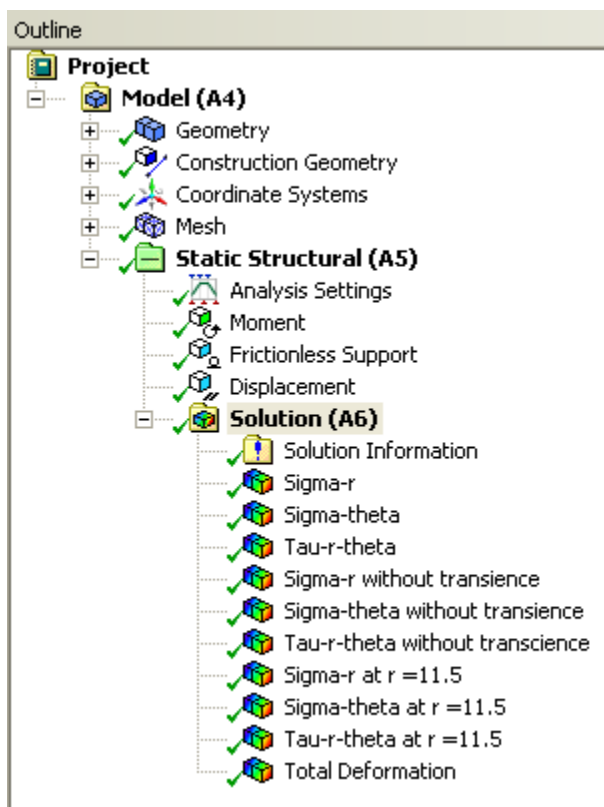 Outline
Project
Model (A4)
Geometry
Construction Geometry
Coordinate Systems
Mesh
Static Structural (A5)
Analysis Settings
Moment
Frictionless Support
Displacement
Solution (A6)
Solution Information
Sigma-r
Sigma-theta
Tau-r-theta
Sigma-r without transience
Sigma-theta without transience
Tau-r-theta without transcience
Sigma-r at r =11.5
Sigma-theta at r =11.5
Tau-r-theta at r =11.5
Total Deformation